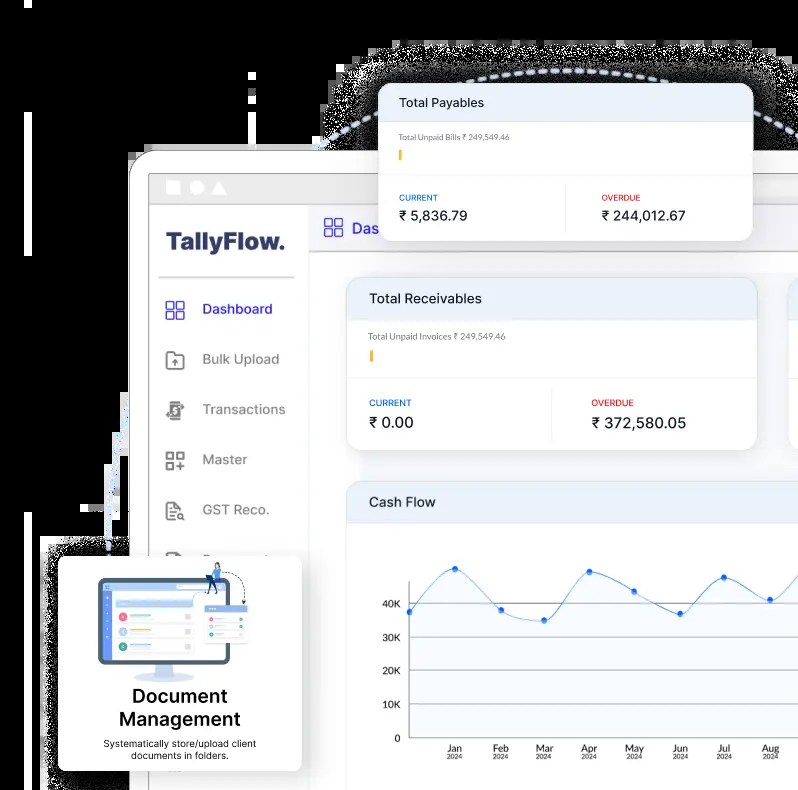 Total Payables
Total Unpaid Bills ₹ 249,549.46
CURRENT OVERDUE
₹ 5,836.79 ₹ 244,012.67
TallyFlow.
Das
Dashboard
Bulk Upload
Transactions
Master
GST Reco.
Total Receivables
Total Unpaid Invoices ₹ 249,549.46
CURRENT OVERDUE
₹ 0.00 ₹ 372,580.05
Cash Flow
40K
30K
20K
10K
0
Jan Feb Mar Apr May Jun Jul Aug
2024 2024 2024 2024 2024 2024 2024 2024
Document
Management
Systematically store/upload client
documents in folders.